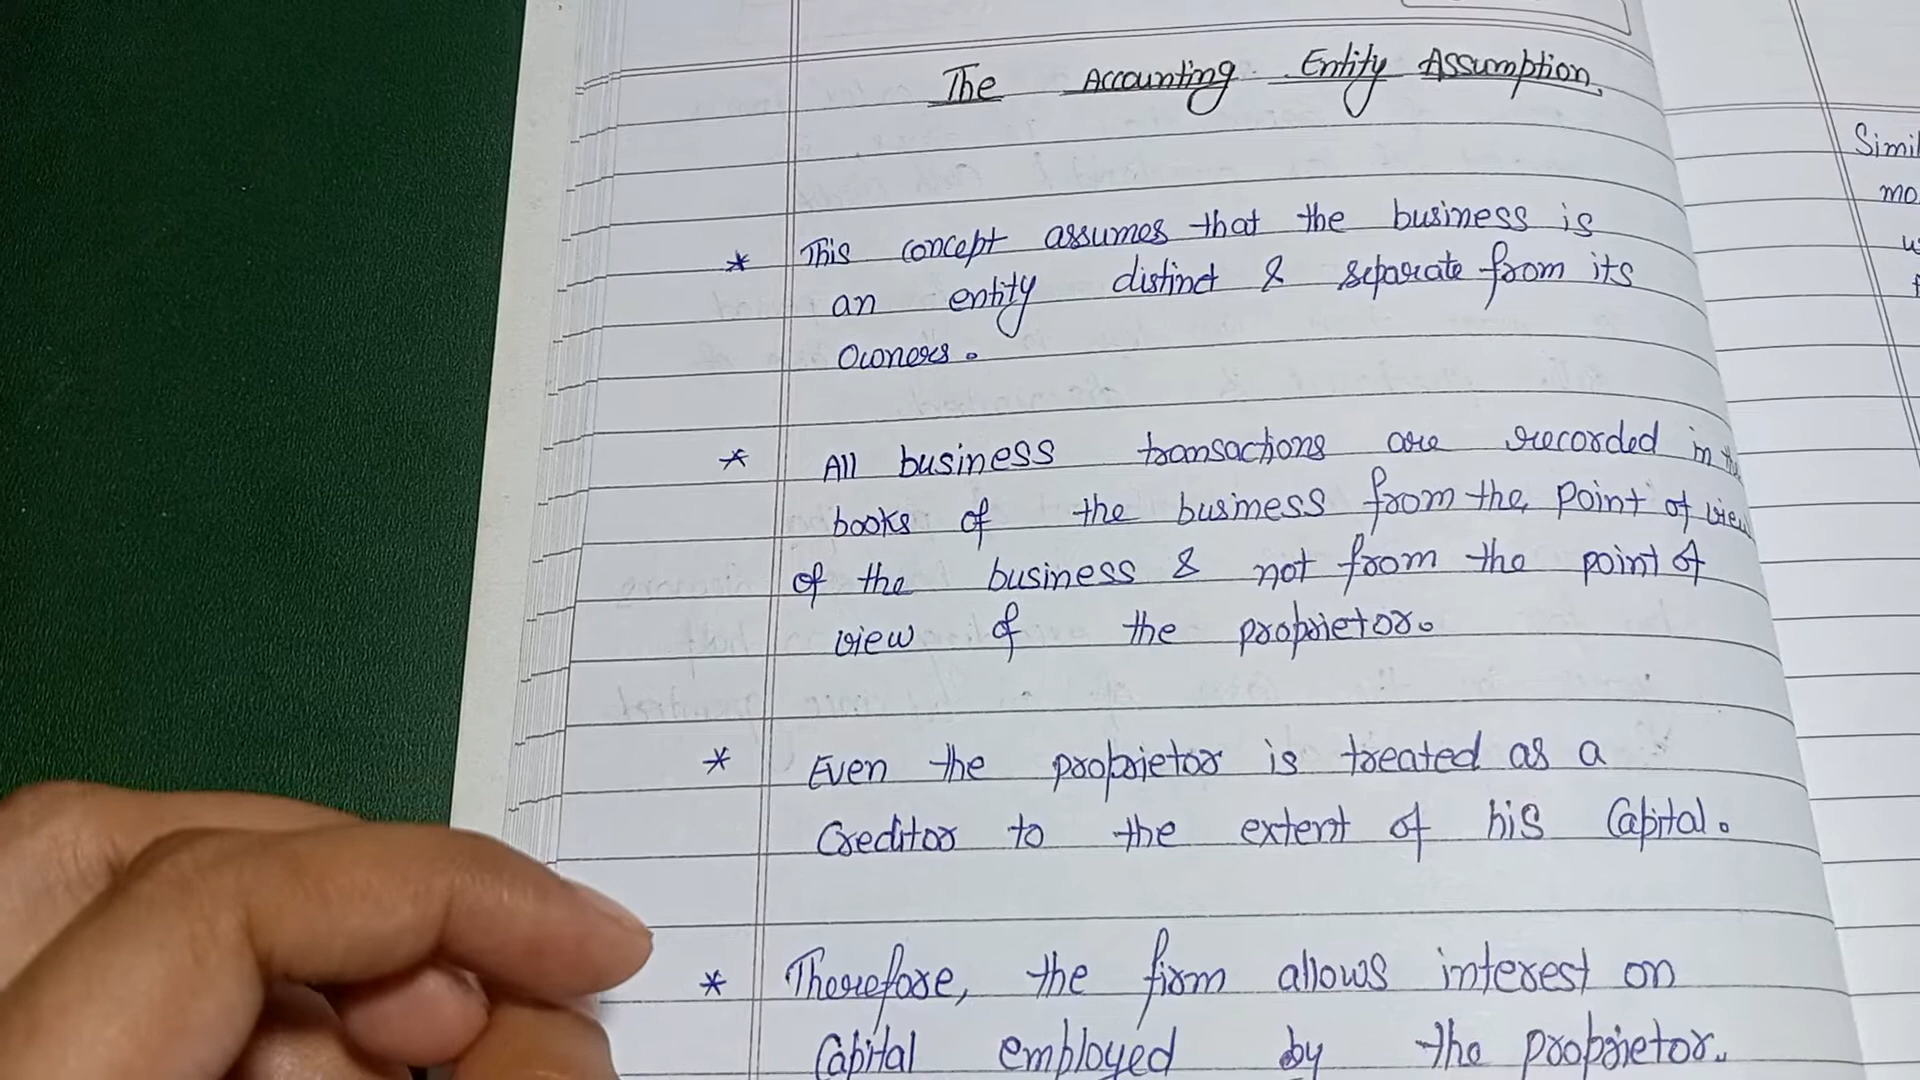 The Accounting Entity Assumption.
* This concept assumes that the business is
an entity distinct & separate from its
Owners.
* All business transactions are recorded in the
books of the business from the point of view
of the business & not from the point of
view of the proprietor.
* Even the proprietor is treated as a
Creditor to the extent of his Capital.
* Therefore, the firm allows interest on
Capital employed by the proprietor.